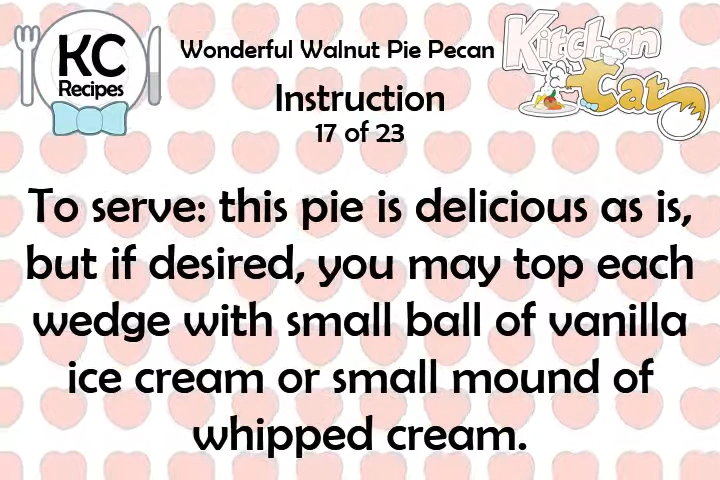 KC
Recipes
Wonderful Walnut Pie Pecan
Kitchen
Cat
Instruction
17 of 23
To serve: this pie is delicious as is,
but if desired, you may top each
wedge with small ball of vanilla
ice cream or small mound of
whipped cream.